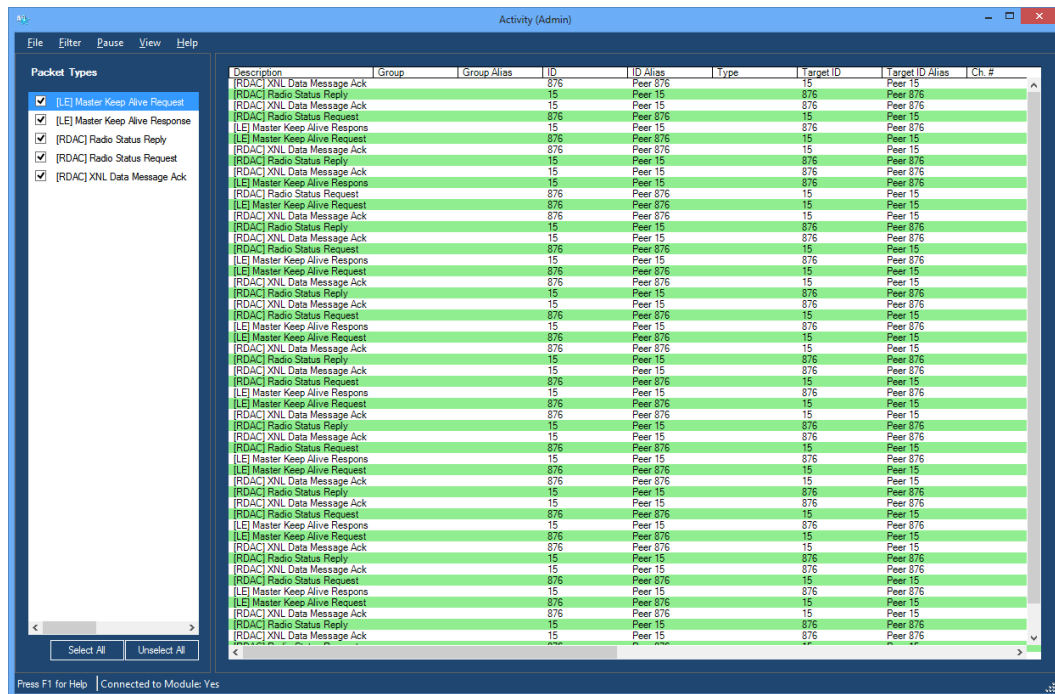 Activity (Admin)
File Filter Pause View Help
Packet Types
[LE] Master Keep Alive Request
[LE] Master Keep Alive Response
[RDAC] Radio Status Reply
[RDAC] Radio Status Request
[RDAC] XNL Data Message Ack
Select All Unselect All
Description Group Group Alias ID ID Alias Type Target ID Target ID Alias Ch. #
[RDAC] XNL Data Message Ack 876 Peer 876 15 Peer 15
[RDAC] Radio Status Reply 15 Peer 15 876 Peer 876
[RDAC] XNL Data Message Ack 15 Peer 15 876 Peer 876
[RDAC] Radio Status Request 876 Peer 876 15 Peer 15
[LE] Master Keep Alive Respons 15 Peer 15 876 Peer 876
[LE] Master Keep Alive Request 876 Peer 876 15 Peer 15
[RDAC] XNL Data Message Ack 876 Peer 876 15 Peer 15
[RDAC] Radio Status Reply 15 Peer 15 876 Peer 876
[RDAC] XNL Data Message Ack 15 Peer 15 876 Peer 876
[LE] Master Keep Alive Respons 15 Peer 15 876 Peer 876
[RDAC] Radio Status Request 876 Peer 876 15 Peer 15
[LE] Master Keep Alive Request 876 Peer 876 15 Peer 15
[RDAC] XNL Data Message Ack 876 Peer 876 15 Peer 15
[RDAC] Radio Status Reply 15 Peer 15 876 Peer 876
[RDAC] XNL Data Message Ack 15 Peer 15 876 Peer 876
[RDAC] Radio Status Request 876 Peer 876 15 Peer 15
[LE] Master Keep Alive Respons 15 Peer 15 876 Peer 876
[LE] Master Keep Alive Request 876 Peer 876 15 Peer 15
[RDAC] XNL Data Message Ack 876 Peer 876 15 Peer 15
[RDAC] Radio Status Reply 15 Peer 15 876 Peer 876
[RDAC] XNL Data Message Ack 15 Peer 15 876 Peer 876
[RDAC] Radio Status Request 876 Peer 876 15 Peer 15
[LE] Master Keep Alive Respons 15 Peer 15 876 Peer 876
[LE] Master Keep Alive Request 876 Peer 876 15 Peer 15
[RDAC] XNL Data Message Ack 876 Peer 876 15 Peer 15
[RDAC] Radio Status Reply 15 Peer 15 876 Peer 876
[RDAC] XNL Data Message Ack 15 Peer 15 876 Peer 876
[RDAC] Radio Status Request 876 Peer 876 15 Peer 15
[LE] Master Keep Alive Respons 15 Peer 15 876 Peer 876
[LE] Master Keep Alive Request 876 Peer 876 15 Peer 15
[RDAC] XNL Data Message Ack 876 Peer 876 15 Peer 15
[RDAC] Radio Status Reply 15 Peer 15 876 Peer 876
[RDAC] XNL Data Message Ack 15 Peer 15 876 Peer 876
[RDAC] Radio Status Request 876 Peer 876 15 Peer 15
[LE] Master Keep Alive Respons 15 Peer 15 876 Peer 876
[LE] Master Keep Alive Request 876 Peer 876 15 Peer 15
[RDAC] XNL Data Message Ack 876 Peer 876 15 Peer 15
[RDAC] Radio Status Reply 15 Peer 15 876 Peer 876
[RDAC] XNL Data Message Ack 15 Peer 15 876 Peer 876
[RDAC] Radio Status Request 876 Peer 876 15 Peer 15
[LE] Master Keep Alive Respons 15 Peer 15 876 Peer 876
[LE] Master Keep Alive Request 876 Peer 876 15 Peer 15
[RDAC] XNL Data Message Ack 876 Peer 876 15 Peer 15
[RDAC] Radio Status Reply 15 Peer 15 876 Peer 876
[RDAC] XNL Data Message Ack 15 Peer 15 876 Peer 876
[RDAC] Radio Status Request 876 Peer 876 15 Peer 15
[LE] Master Keep Alive Respons 15 Peer 15 876 Peer 876
[LE] Master Keep Alive Request 876 Peer 876 15 Peer 15
[RDAC] XNL Data Message Ack 876 Peer 876 15 Peer 15
[RDAC] Radio Status Reply 15 Peer 15 876 Peer 876
[RDAC] XNL Data Message Ack 15 Peer 15 876 Peer 876
Press F1 for Help Connected to Module: Yes